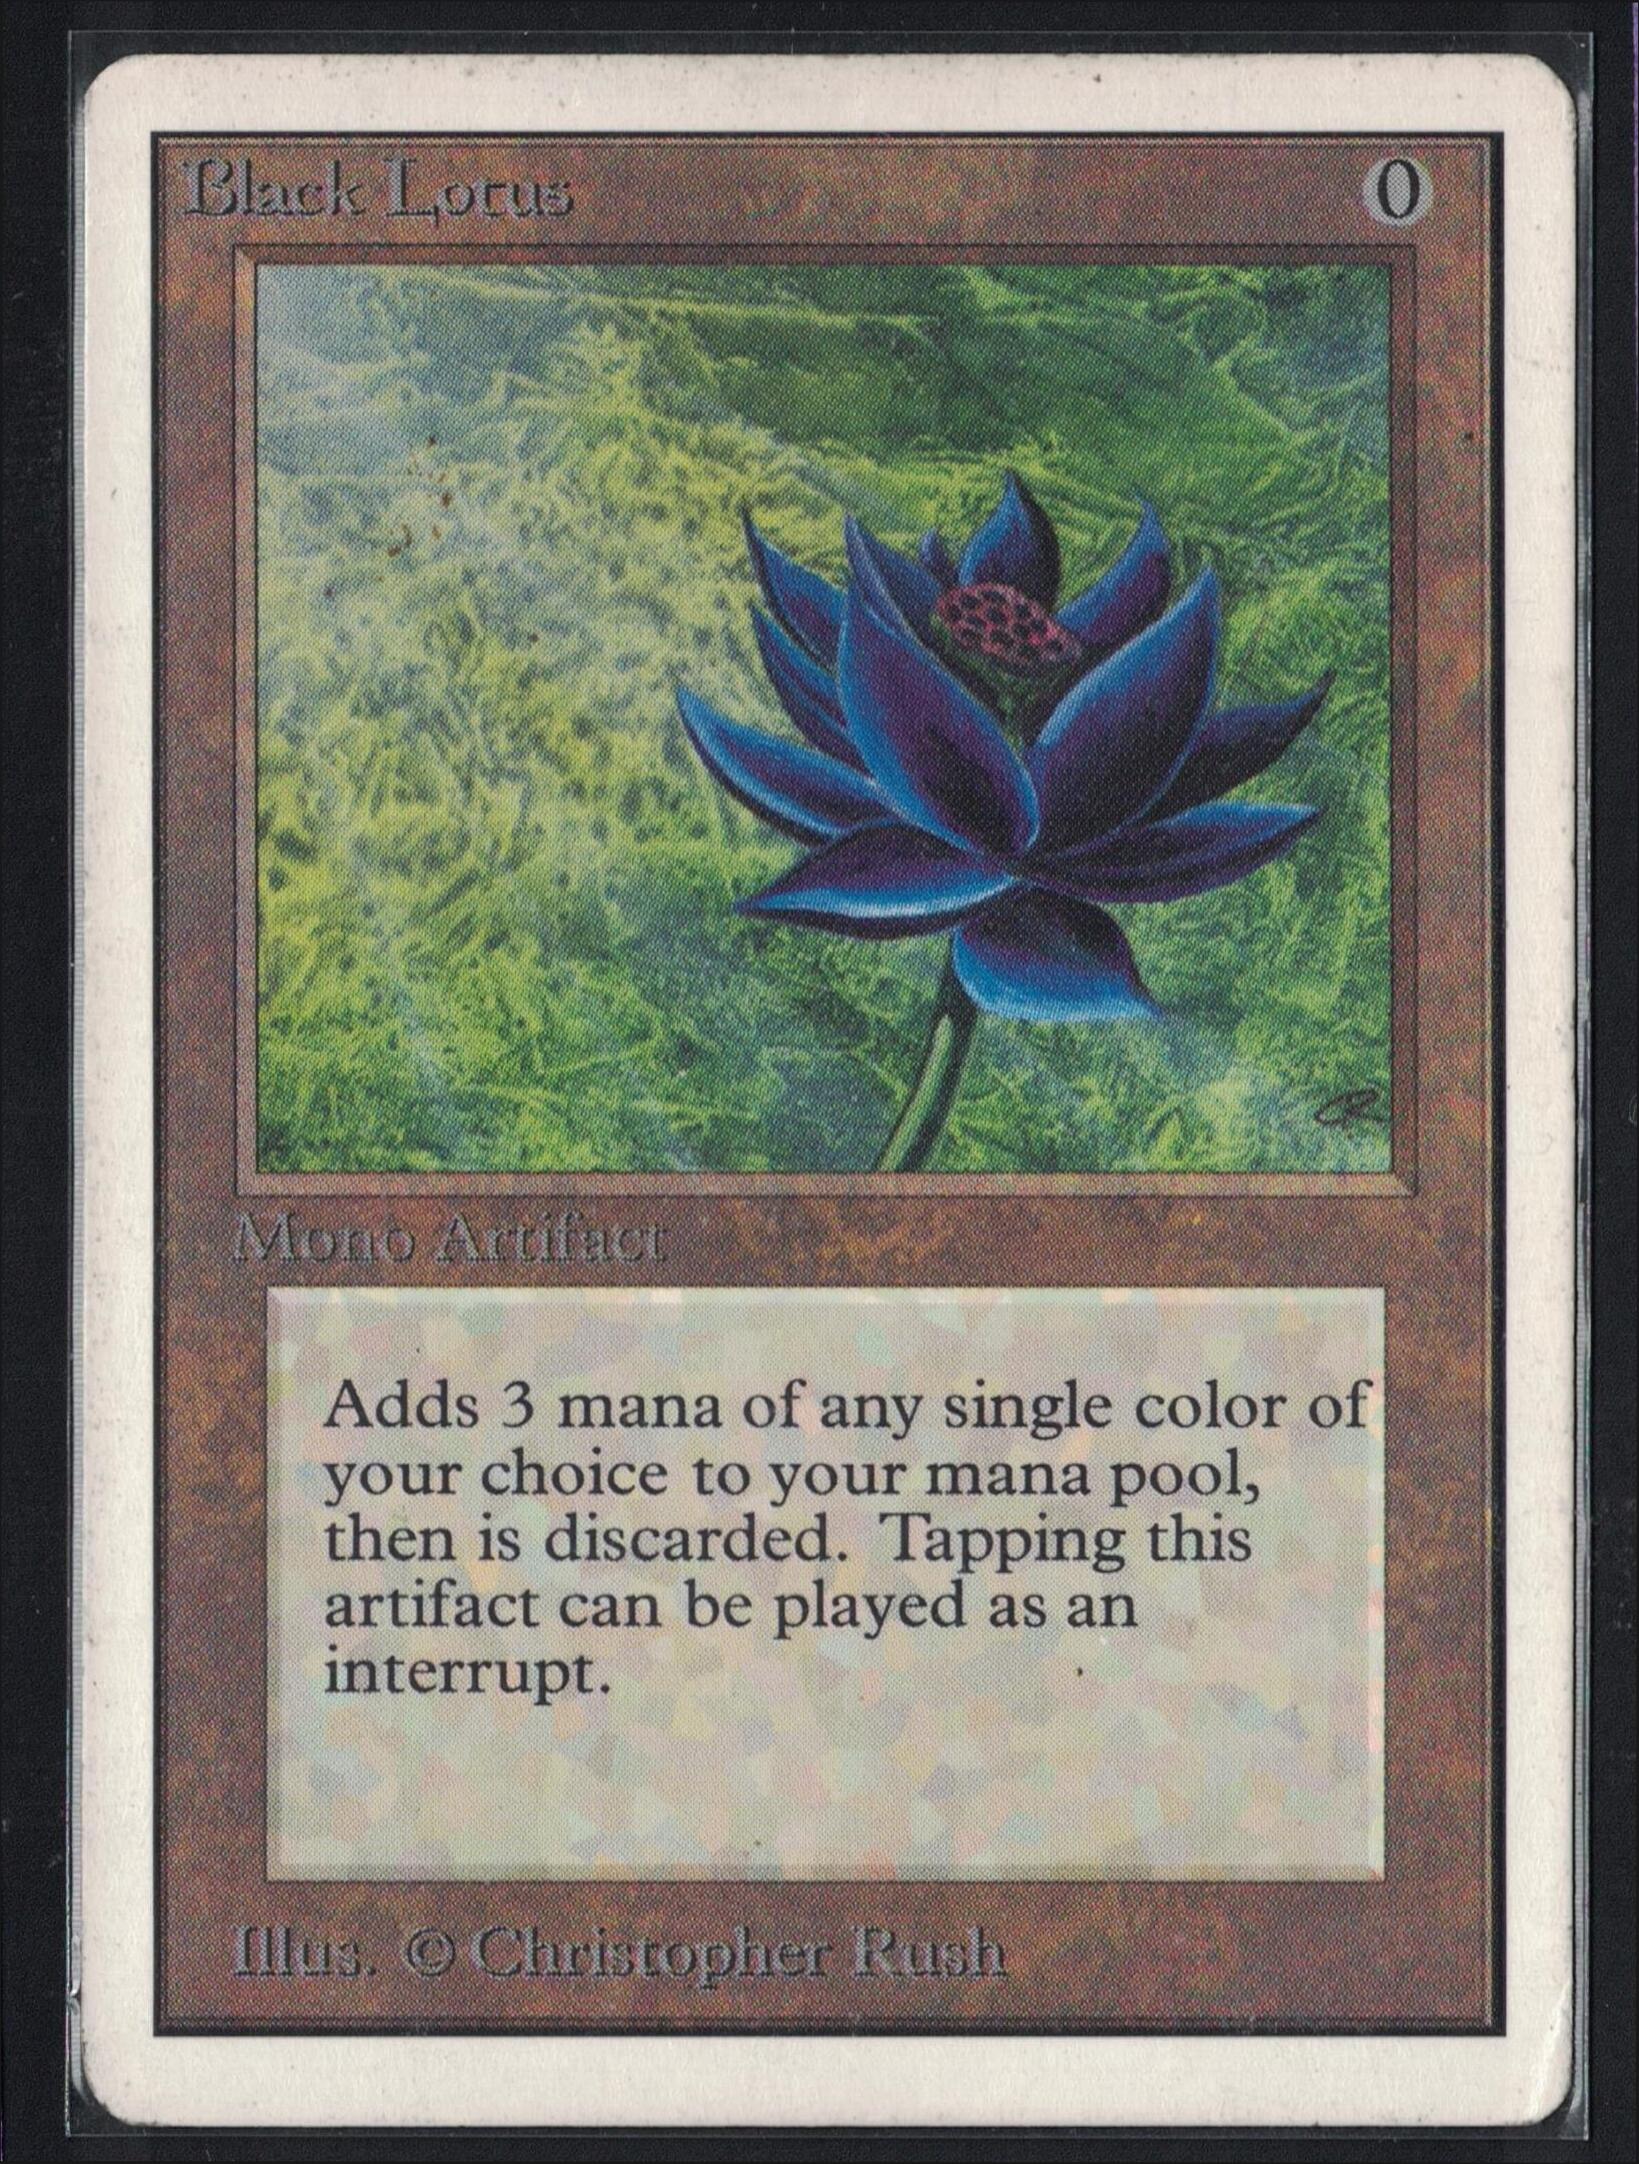 Black Lotus 0
CR
Mono Artifact
Adds 3 mana of any single color of
your choice to your mana pool,
then is discarded. Tapping this
artifact can be played as an
interrupt.
Illus. © Christopher Rush